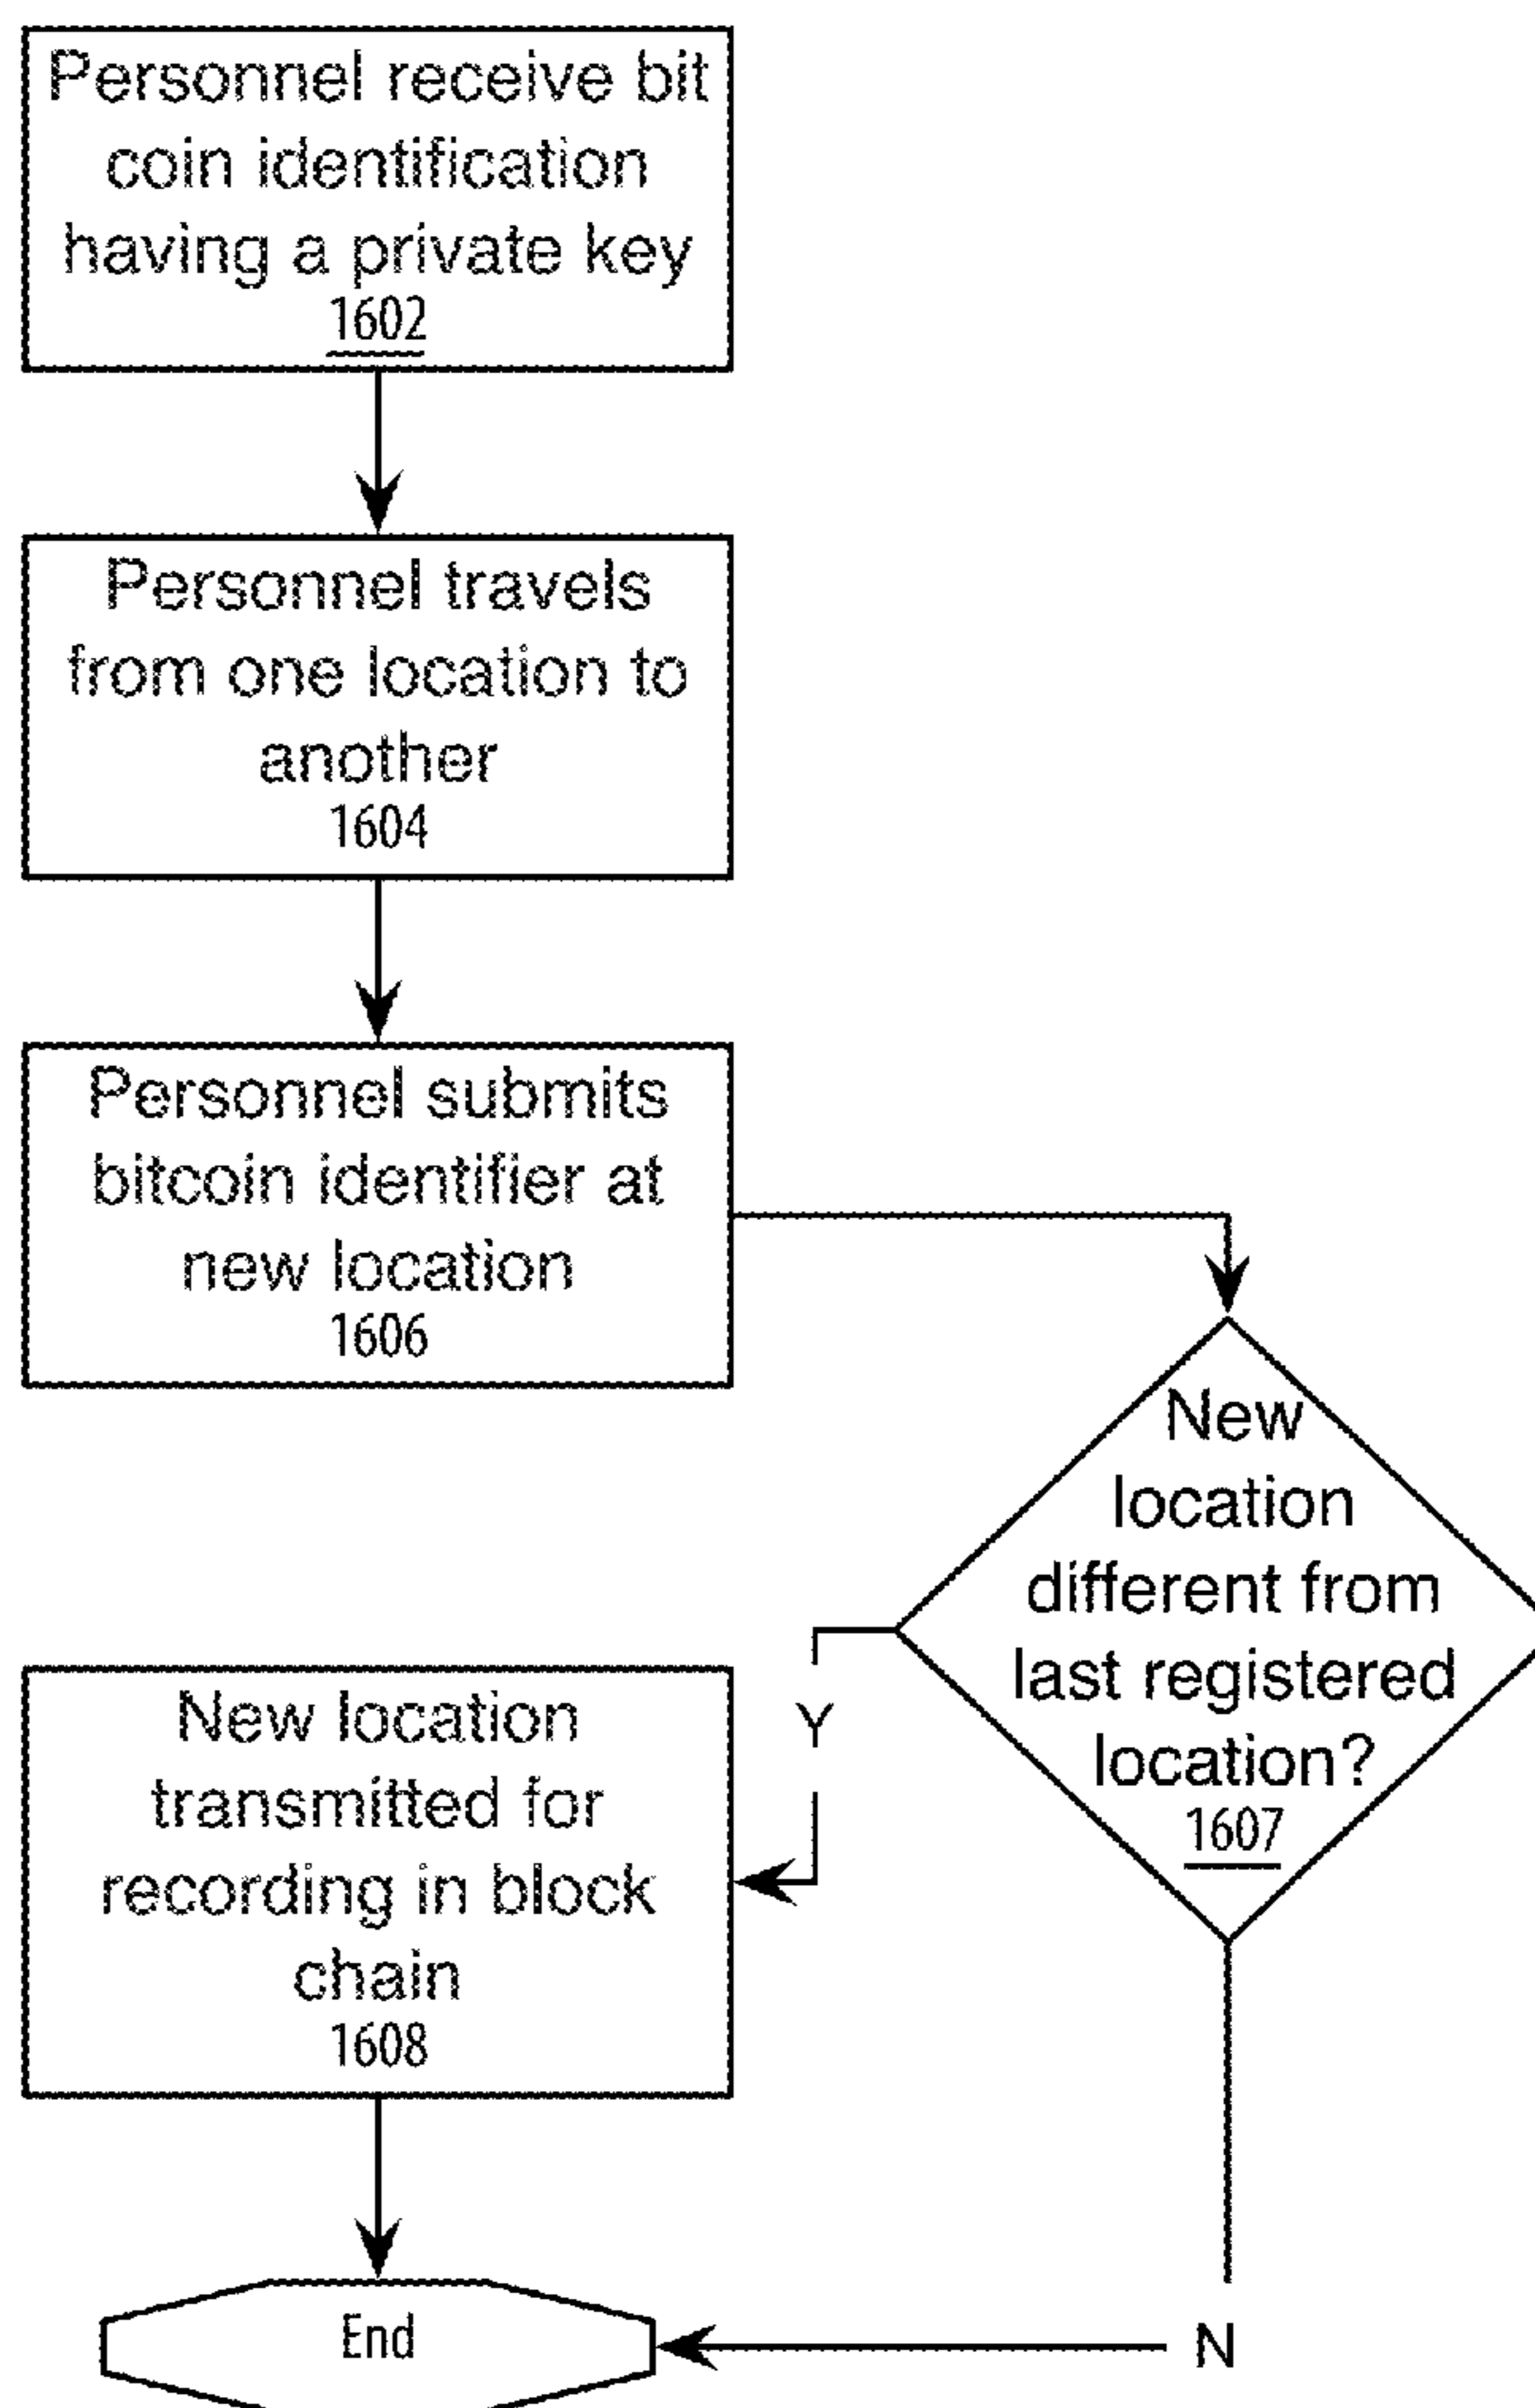 Personnel receive bit
coin identification
having a private key
1602
Personnel travels
from one location to
another
1604
Personnel submits
bitcoin identifier at
new location
1606
New
location
different from
last registered
location?
1607
Y
New location
transmitted for
recording in block
chain
1608
End
N